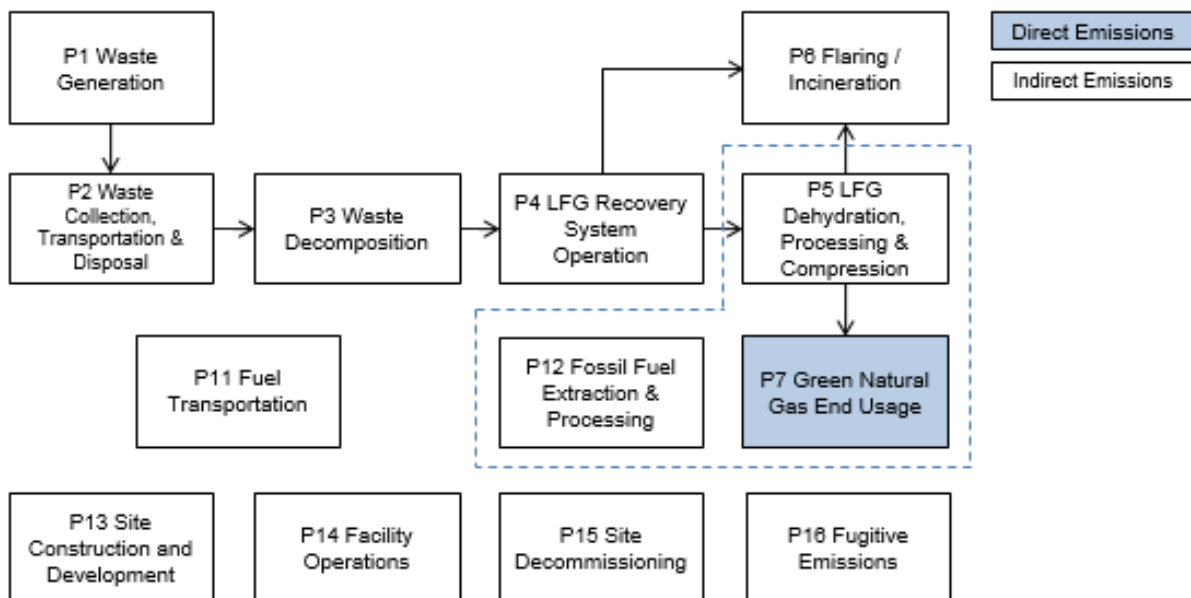 P1 Waste
Generation
P6 Flaring /
Incineration
Direct Emissions
Indirect Emissions
P2 Waste
Collection,
Transportation &
Disposal
P3 Waste
Decomposition
P4 LFG Recovery
System
Operation
P5 LFG
Dehydration,
Processing &
Compression
P11 Fuel
Transportation
P12 Fossil Fuel
Extraction &
Processing
P7 Green Natural
Gas End Usage
P13 Site
Construction and
Development
P14 Facility
Operations
P15 Site
Decommissioning
P16 Fugitive
Emissions